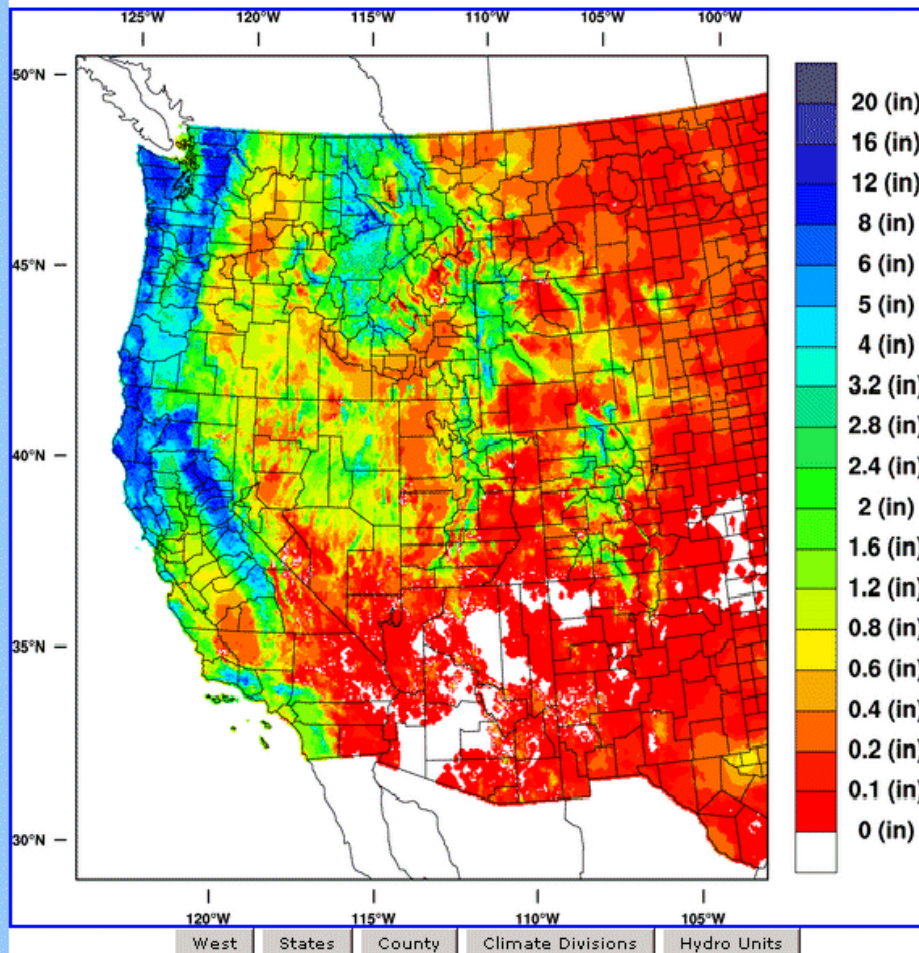 125°W 120°W 115°W 110°W 105°W 100°W
50°N
45°N
40°N
35°N
30°N
20 (in)
16 (in)
12 (in)
8 (in)
6 (in)
5 (in)
4 (in)
3.2 (in)
2.8 (in)
2.4 (in)
2 (in)
1.6 (in)
1.2 (in)
0.8 (in)
0.6 (in)
0.4 (in)
0.2 (in)
0.1 (in)
0 (in)
120°W 115°W 110°W 105°W
West States County Climate Divisions Hydro Units